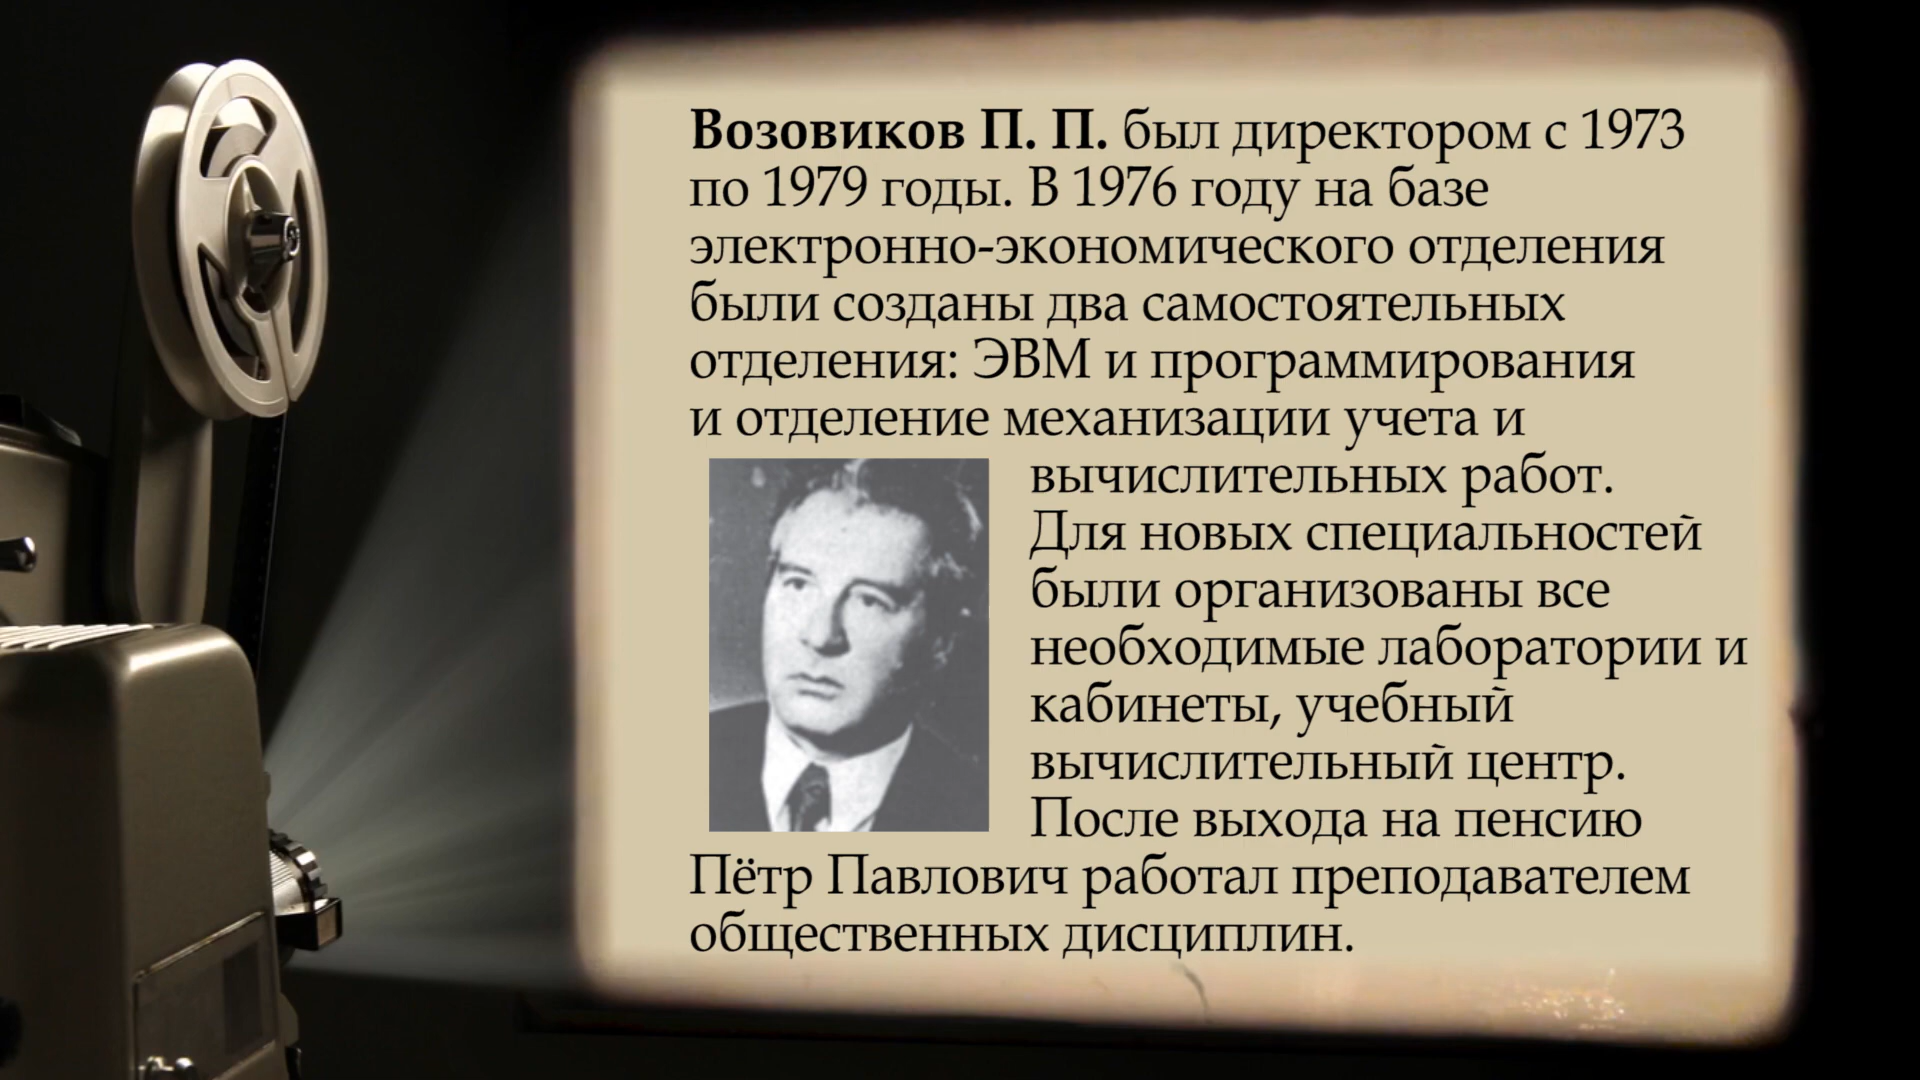 Возовиков П. П. был директором с 1973
по 1979 годы. В 1976 году на базе
электронно-экономического отделения
были созданы два самостоятельных
отделения: ЭВМ и программирования
и отделение механизации учета и
вычислительных работ.
Для новых специальностей
были организованы все
необходимые лаборатории и
кабинеты, учебный
вычислительный центр.
После выхода на пенсию
Пётр Павлович работал преподавателем
общественных дисциплин.